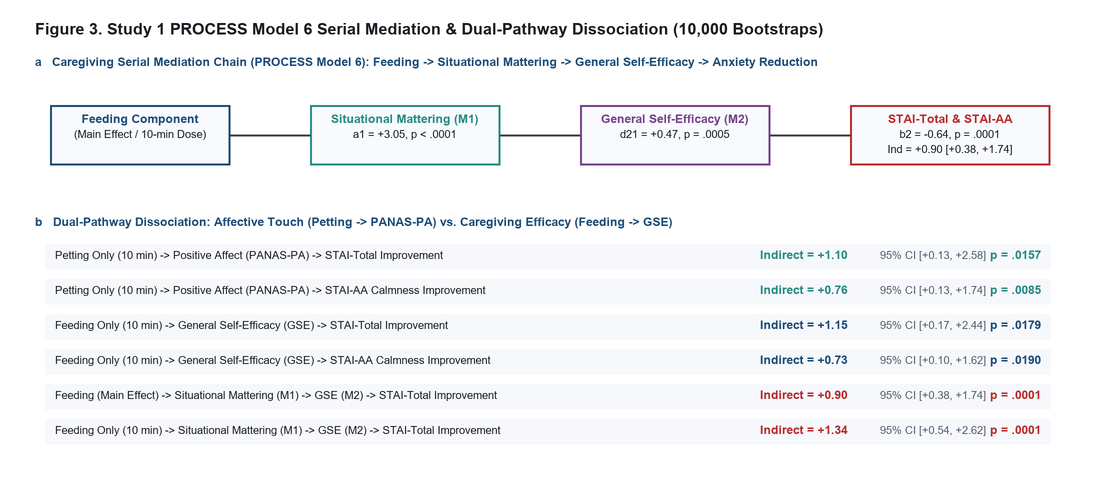 Figure 3. Study 1 PROCESS Model 6 Serial Mediation & Dual-Pathway Dissociation (10,000 Bootstraps)
a Caregiving Serial Mediation Chain (PROCESS Model 6): Feeding -> Situational Mattering -> General Self-Efficacy -> Anxiety Reduction
Feeding Component
(Main Effect / 10-min Dose)
Situational Mattering (M1)
a1 = +3.05, p < .0001
General Self-Efficacy (M2)
d21 = +0.47, p = .0005
STAI-Total & STAI-AA
b2 = -0.64, p = .0001
Ind = +0.90 [+0.38, +1.74]
b Dual-Pathway Dissociation: Affective Touch (Petting -> PANAS-PA) vs. Caregiving Efficacy (Feeding -> GSE)
Petting Only (10 min) -> Positive Affect (PANAS-PA) -> STAI-Total Improvement Indirect = +1.10 95% CI [+0.13, +2.58] p = .0157
Petting Only (10 min) -> Positive Affect (PANAS-PA) -> STAI-AA Calmness Improvement Indirect = +0.76 95% CI [+0.13, +1.74] p = .0085
Feeding Only (10 min) -> General Self-Efficacy (GSE) -> STAI-Total Improvement Indirect = +1.15 95% CI [+0.17, +2.44] p = .0179
Feeding Only (10 min) -> General Self-Efficacy (GSE) -> STAI-AA Calmness Improvement Indirect = +0.73 95% CI [+0.10, +1.62] p = .0190
Feeding (Main Effect) -> Situational Mattering (M1) -> GSE (M2) -> STAI-Total Improvement Indirect = +0.90 95% CI [+0.38, +1.74] p = .0001
Feeding Only (10 min) -> Situational Mattering (M1) -> GSE (M2) -> STAI-Total Improvement Indirect = +1.34 95% CI [+0.54, +2.62] p = .0001